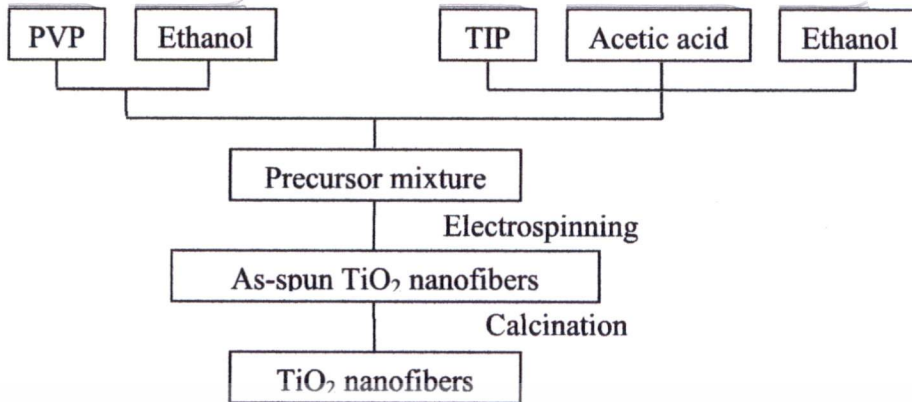 PVP Ethanol TIP Acetic acid Ethanol
Precursor mixture
Electrospinning
As-spun TiO₂ nanofibers
Calcination
TiO₂ nanofibers